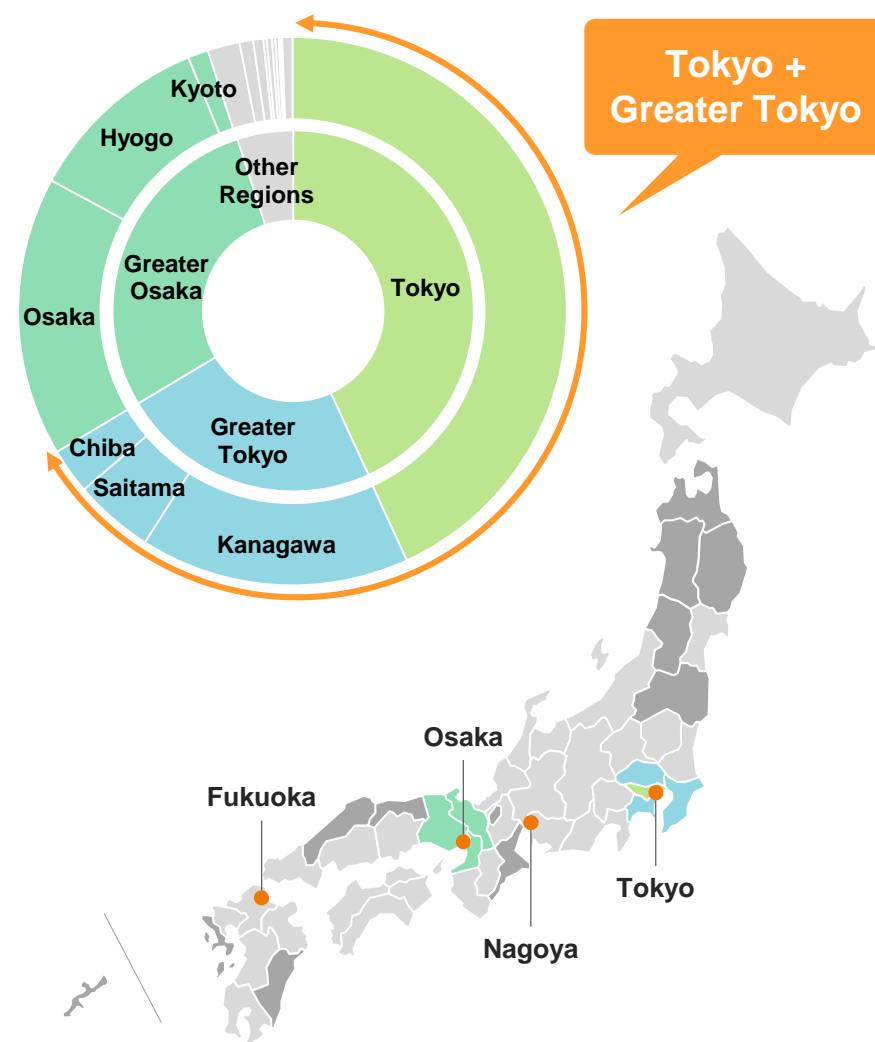 Tokyo +
Greater Tokyo
Kyoto
Hyogo
Other
Regions
Greater
Osaka
Tokyo
Osaka
Greater
Tokyo
Chiba
Saitama
Kanagawa
Osaka
Fukuoka
Tokyo
Nagoya